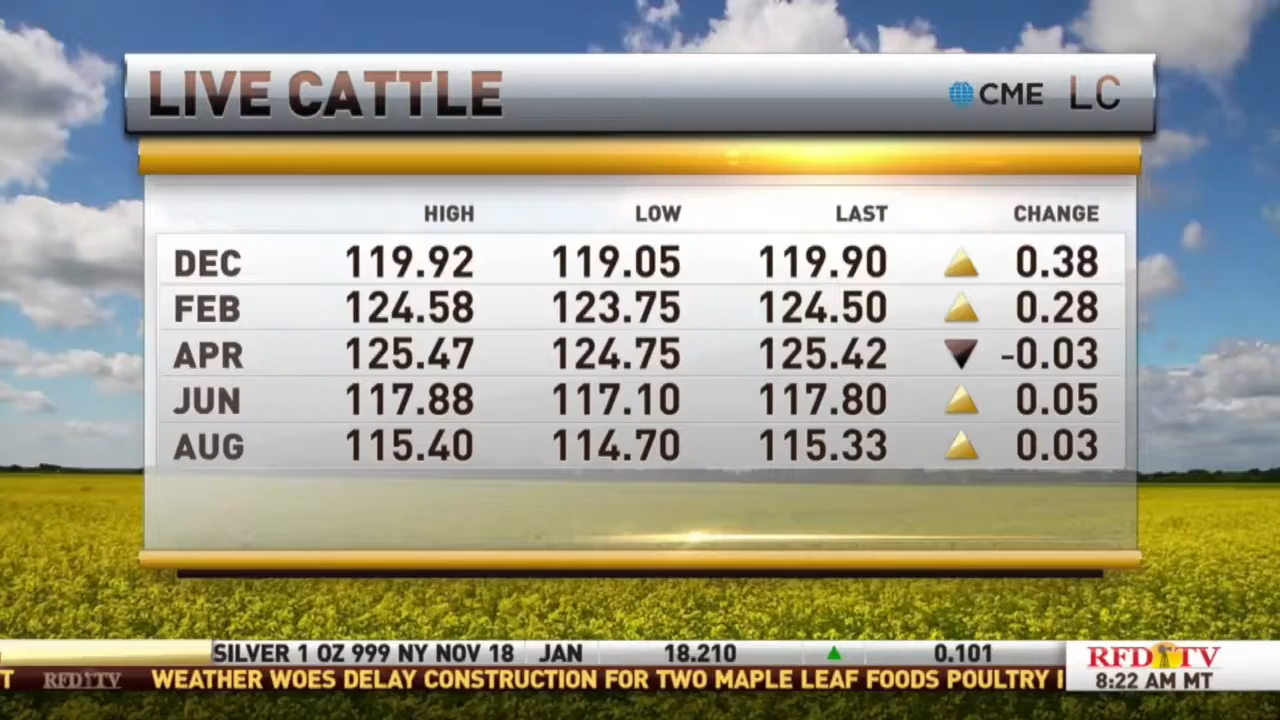 LIVE CATTLE CME LC
HIGH LOW LAST CHANGE
DEC 119.92 119.05 119.90 0.38
FEB 124.58 123.75 124.50 0.28
APR 125.47 124.75 125.42 -0.03
JUN 117.88 117.10 117.80 0.05
AUG 115.40 114.70 115.33 0.03
SILVER 1 OZ 999 NY NOV 18 JAN 18.210 0.101
RFD TV
T RFD TV WEATHER WOES DELAY CONSTRUCTION FOR TWO MAPLE LEAF FOODS POULTRY
8:22 AM MT